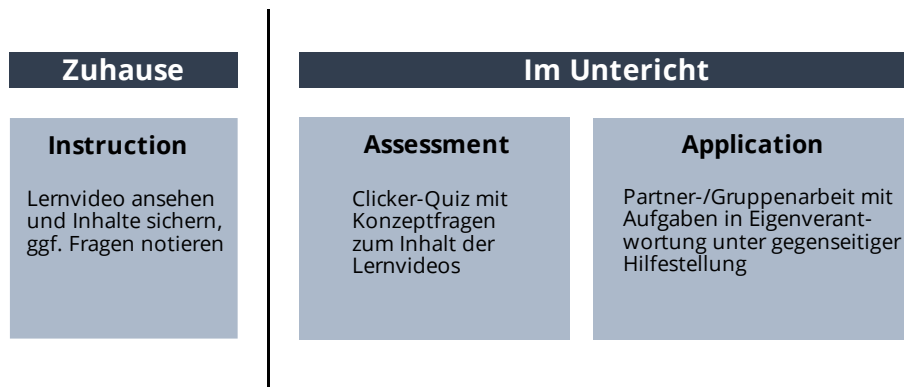 Zuhause
Im Untericht
Instruction
Lernvideo ansehen
und Inhalte sichern,
ggf. Fragen notieren
Assessment
Clicker-Quiz mit
Konzeptfragen
zum Inhalt der
Lernvideos
Application
Partner-/Gruppenarbeit mit
Aufgaben in Eigenverant-
wortung unter gegenseitiger
Hilfestellung